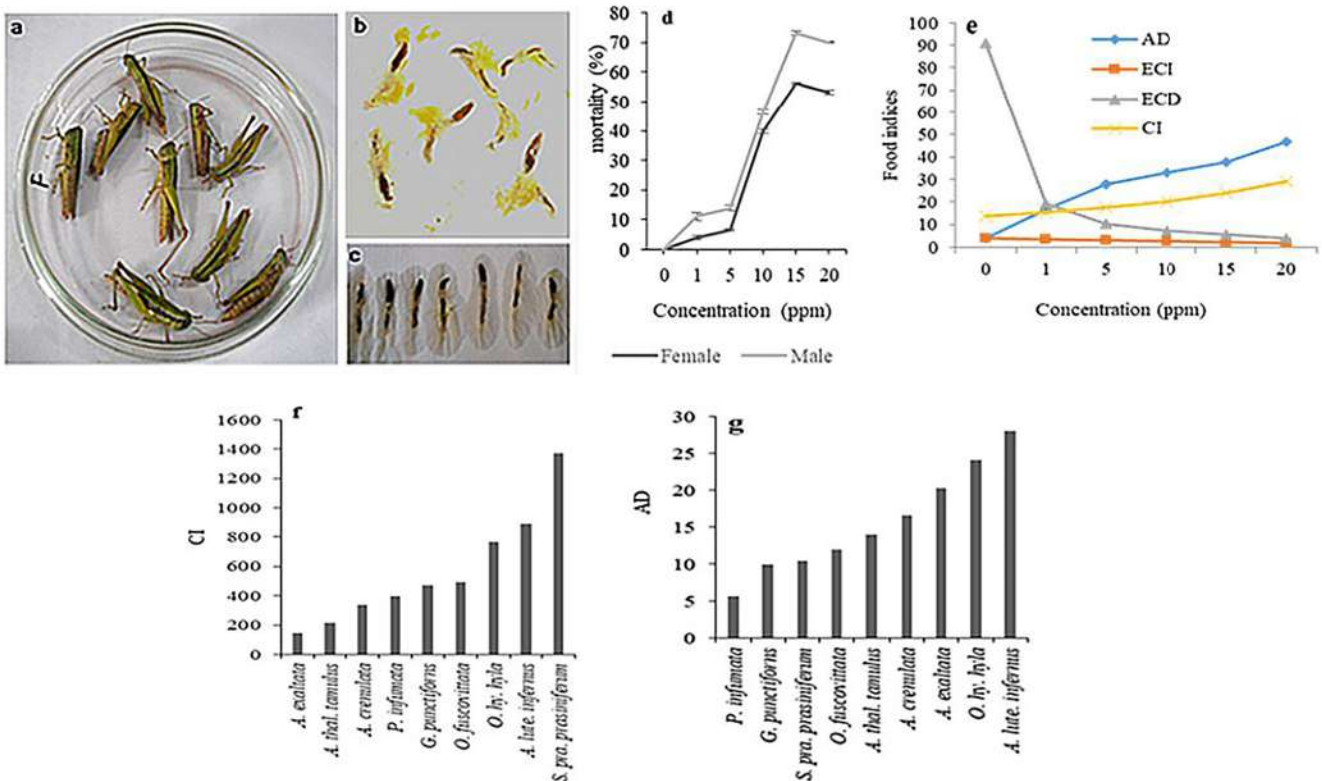 a
F
b
c
d
mortality (%)
80
70
60
50
40
30
20
10
0
0 1 5 10 15 20
Concentration (ppm)
Female Male
e
Food indices
100
90
80
70
60
50
40
30
20
10
0
0 1 5 10 15 20
Concentration (ppm)
AD
ECI
ECD
CI
f
CI
1600
1400
1200
1000
800
600
400
200
0
A. exaltata
A. thal. tamulus
A. crenulata
P. infumata
G. punctiforns
O. fuscovittata
O. hy. hyla
A. lute. infernus
S. pra. prasiniferum
g
AD
30
25
20
15
10
5
0
P. infumata
G. punctiforns
S. pra. prasiniferum
O. fuscovittata
A. thal. tamulus
A. crenulata
A. exaltata
O. hy. hyla
A. lute. infernus